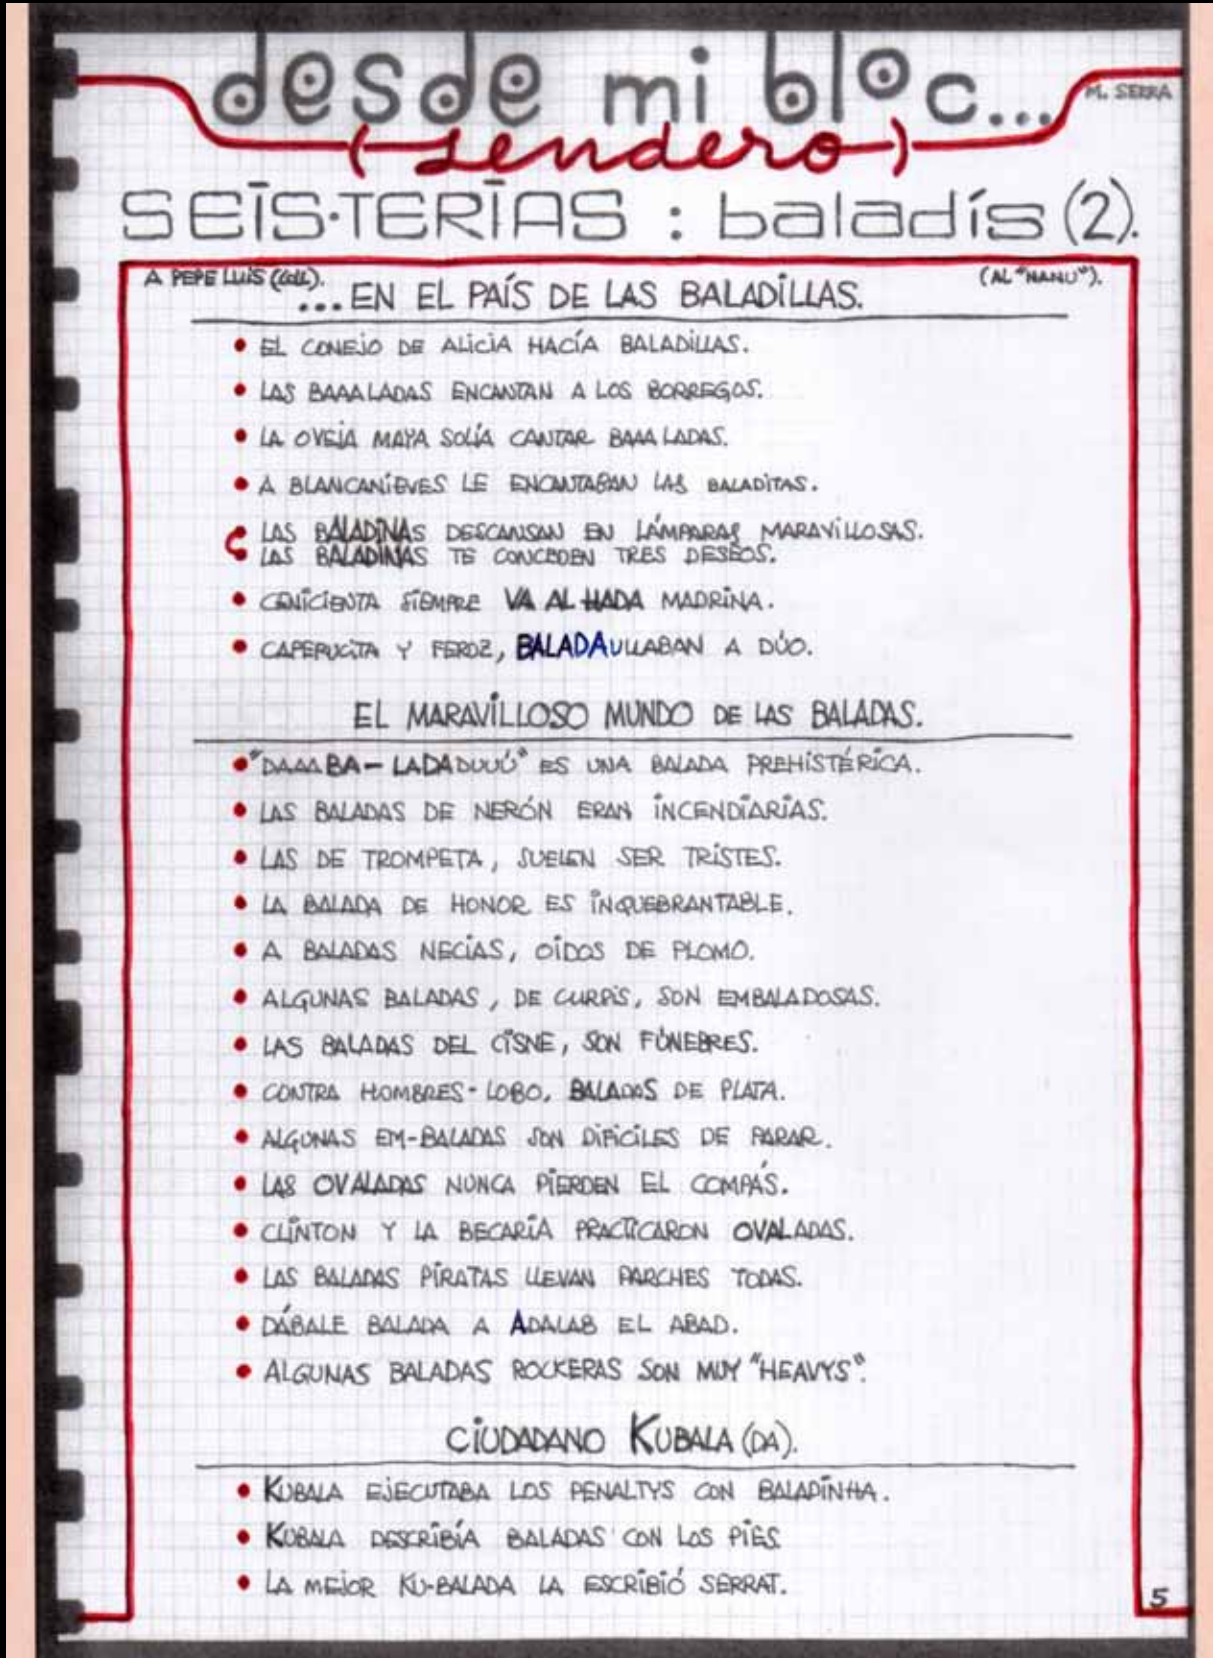 desde mi bloc...
M. SERRA
(sendero)
SEIS·TERIAS : baladís (2).
A PEPE LUIS (Coll).
(AL "NANU").
...EN EL PAÍS DE LAS BALADILLAS.
• EL CONEJO DE ALICIA HACÍA BALADILLAS.
• LAS BAAALADAS ENCANTAN A LOS BORREGOS.
• LA OVEJA MAYA SOLÍA CANTAR BAAALADAS.
• A BLANCANIEVES LE ENCANTABAN LAS BALADITAS.
• LAS BALADINAS DESCANSAN EN LÁMPARAS MARAVILLOSAS.
• LAS BALADINAS TE CONCEDEN TRES DESEOS.
• CENICIENTA SIEMPRE VA AL HADA MADRINA.
• CAPERUCITA Y FEROZ, BALADAULLABAN A DÚO.
EL MARAVILLOSO MUNDO DE LAS BALADAS.
• "DAAABA-LADADUUÚ" ES UNA BALADA PREHISTÉRICA.
• LAS BALADAS DE NERÓN ERAN INCENDIARIAS.
• LAS DE TROMPETA, SUELEN SER TRISTES.
• LA BALADA DE HONOR ES INQUEBRANTABLE.
• A BALADAS NECIAS, OÍDOS DE PLOMO.
• ALGUNAS BALADAS, DE CURPIS, SON EMBALADOSAS.
• LAS BALADAS DEL CISNE, SON FÚNEBRES.
• CONTRA HOMBRES-LOBO, BALADAS DE PLATA.
• ALGUNAS EM-BALADAS SON DIFICILES DE PARAR.
• LAS OVALADAS NUNCA PIERDEN EL COMPÁS.
• CLINTON Y LA BECARIA PRACTICARON OVALADAS.
• LAS BALADAS PIRATAS LLEVAN PARCHES TODAS.
• DÁBALE BALADA A ADALAB EL ABAD.
• ALGUNAS BALADAS ROCKERAS SON MUY "HEAVYS".
CIUDADANO KUBALA (DA).
• KUBALA EJECUTABA LOS PENALTYS CON BALADINHA.
• KUBALA DESCRIBÍA BALADAS CON LOS PIES
• LA MEJOR KU-BALADA LA ESCRIBIÓ SERRAT.
5